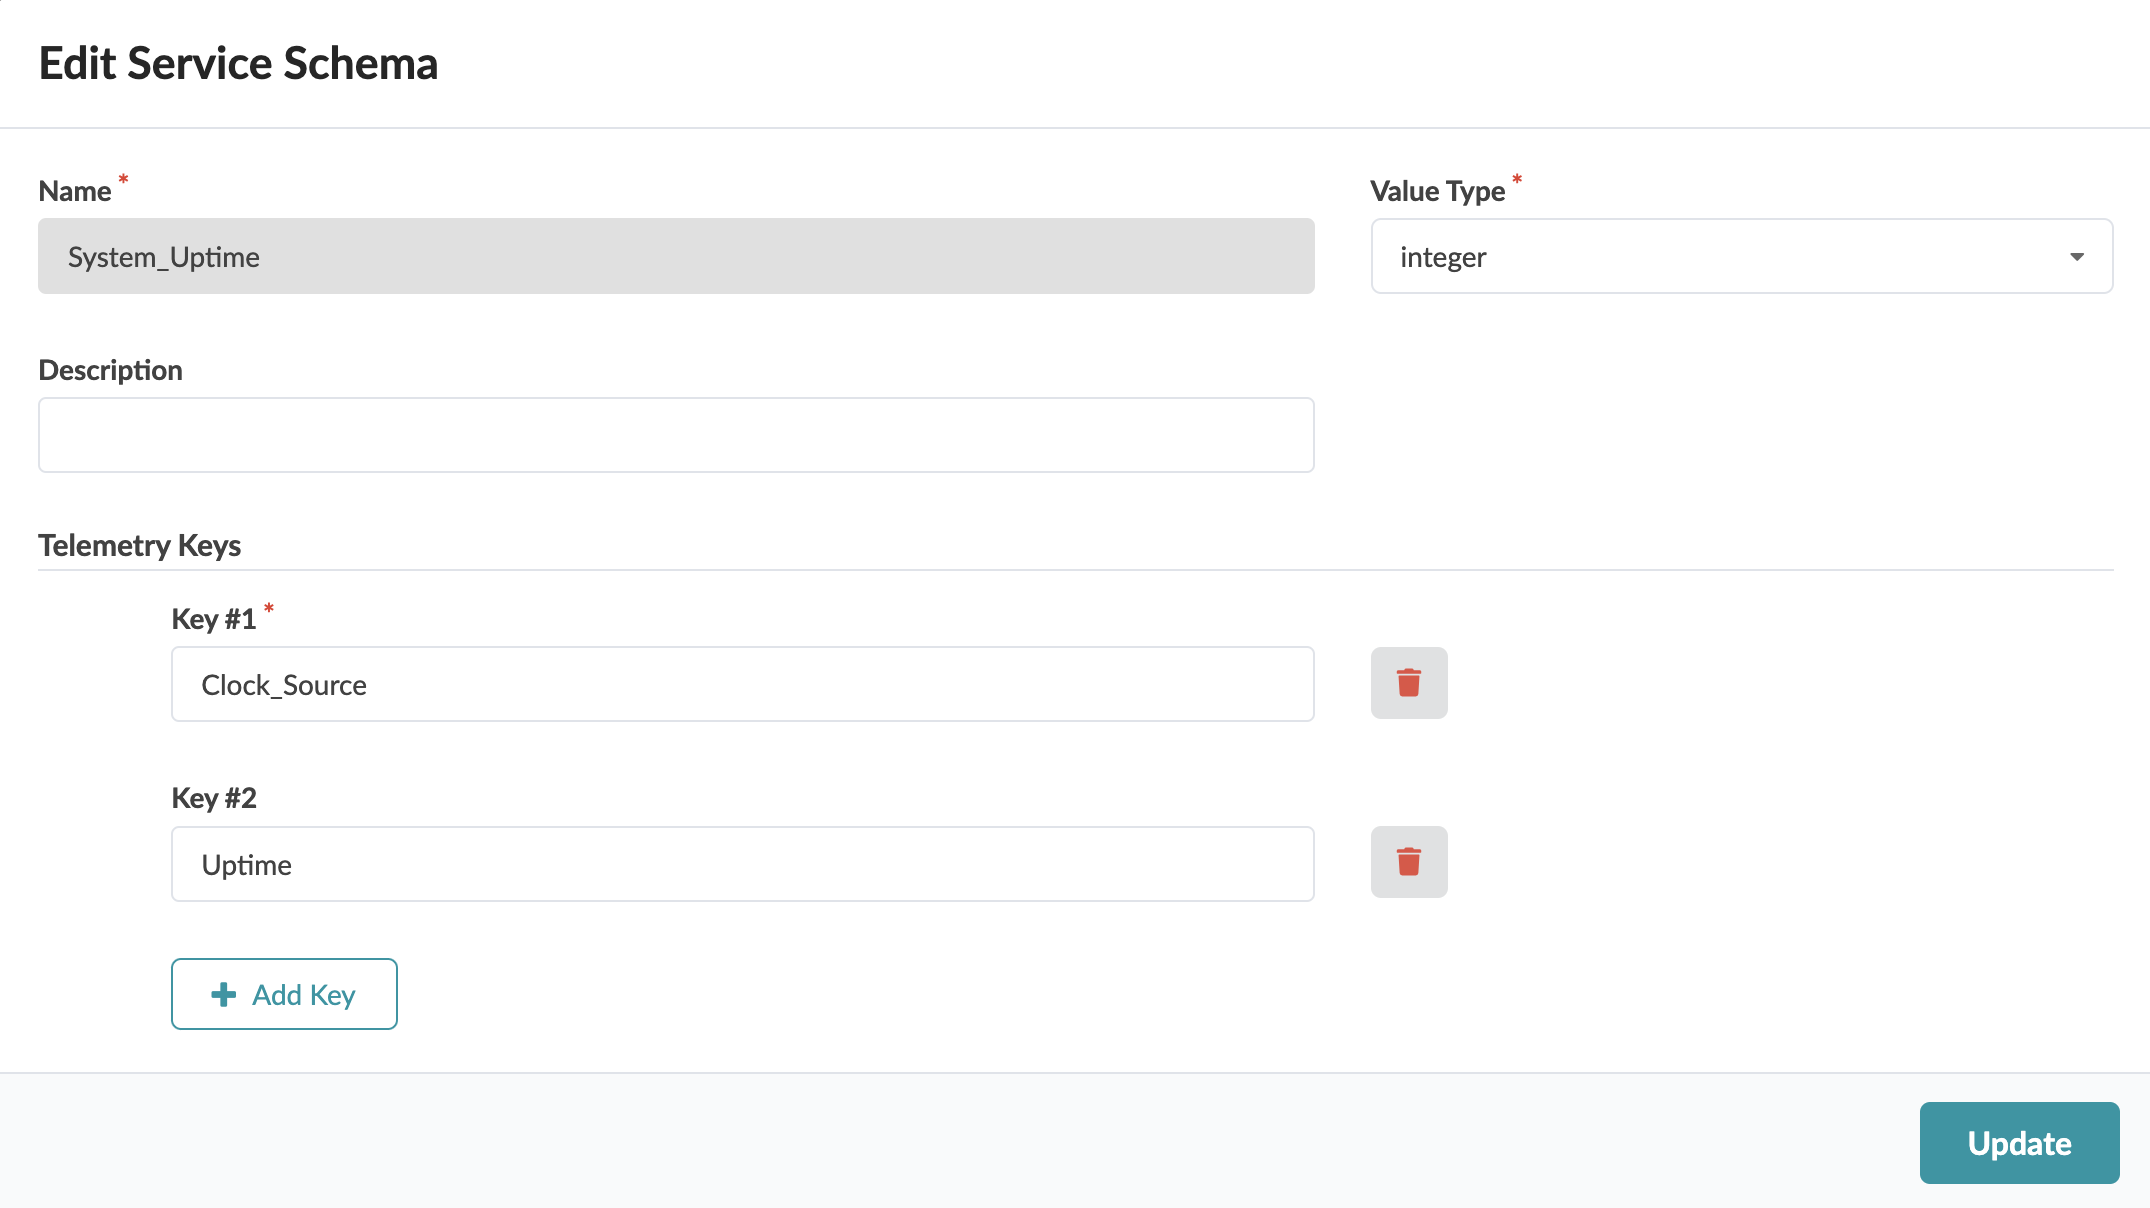 Edit Service Schema
Name *
Value Type *
System_Uptime
integer
Description
Telemetry Keys
Key #1 *
Clock_Source
Key #2
Uptime
Add Key
Update